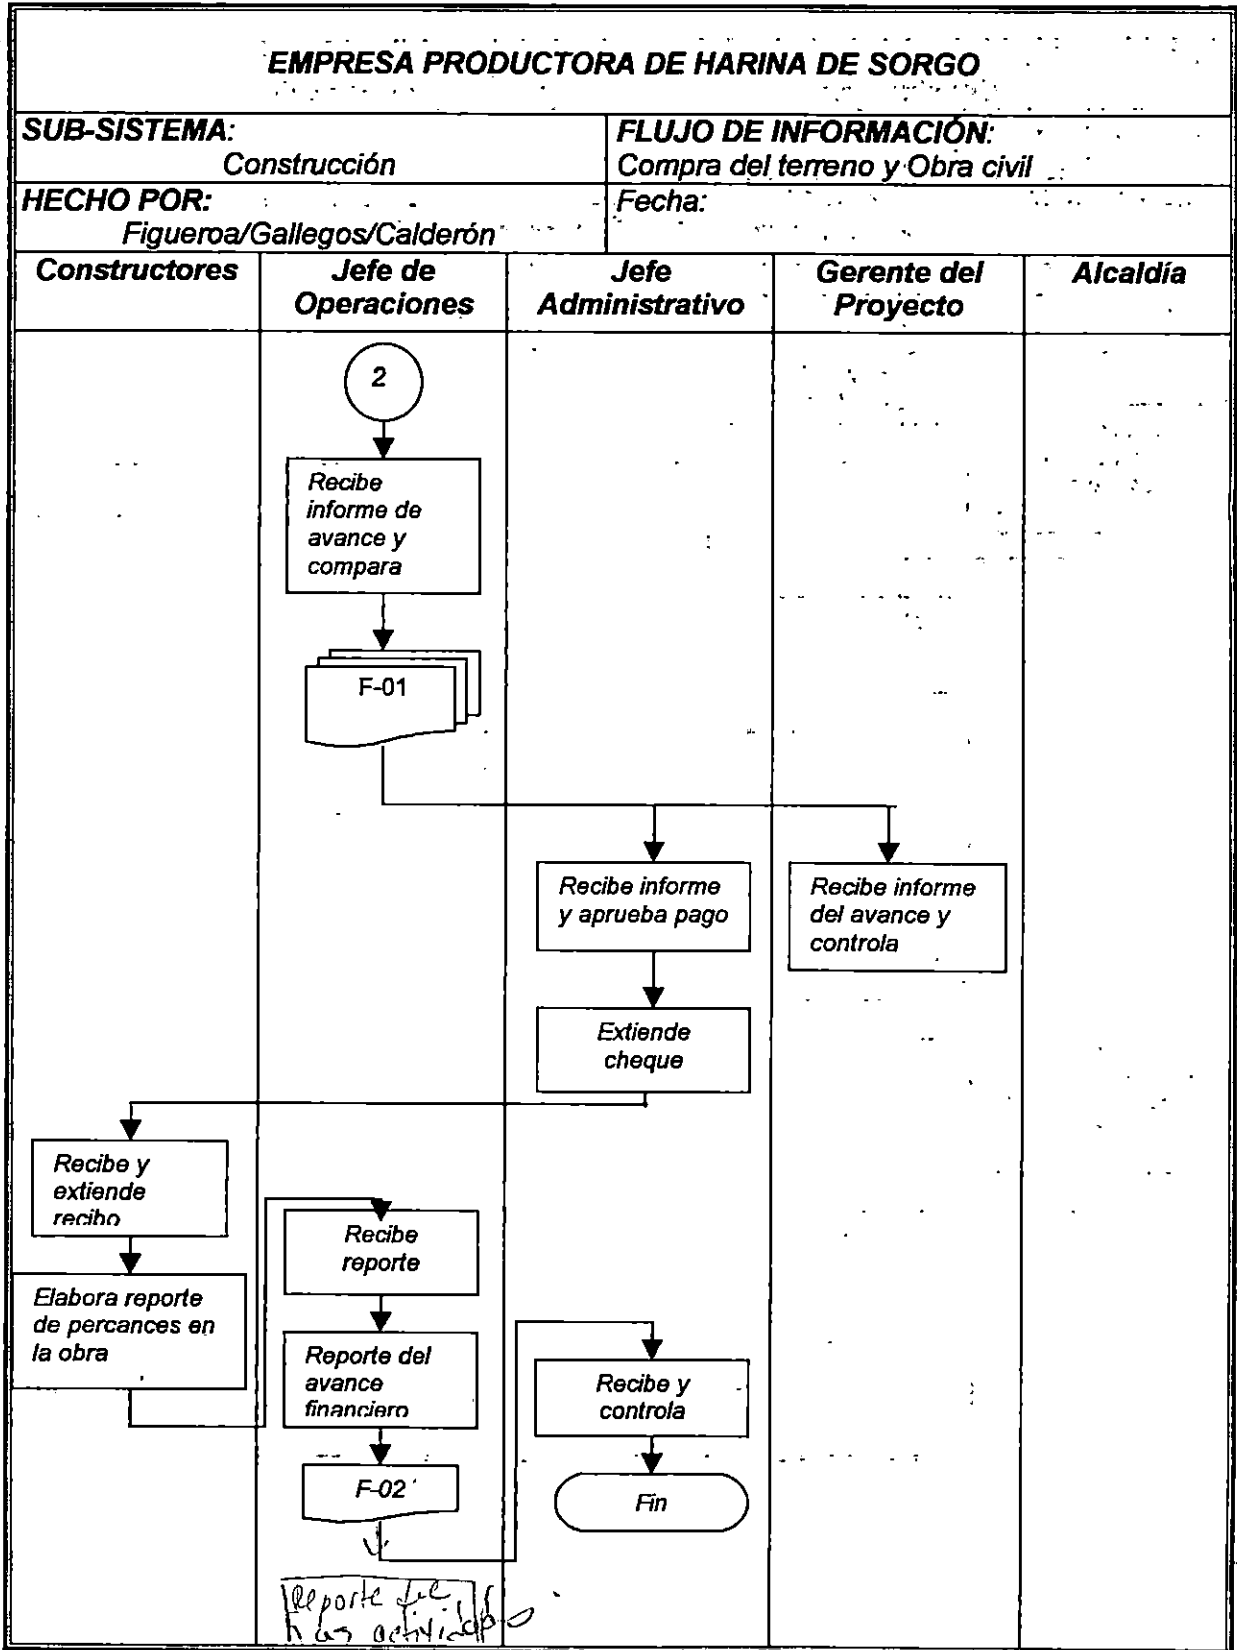 EMPRESA PRODUCTORA DE HARINA DE SORGO
SUB-SISTEMA:
Construcción
FLUJO DE INFORMACIÓN:
Compra del terreno y Obra civil
HECHO POR:
Figueroa/Gallegos/Calderón
Fecha:
Constructores
Jefe de
Operaciones
Jefe
Administrativo
Gerente del
Proyecto
Alcaldía
2
Recibe
informe de
avance y
compara
F-01
Recibe informe
y aprueba pago
Recibe informe
del avance y
controla
Extiende
cheque
Recibe y
extiende
recibo
Elabora reporte
de percances en
la obra
Recibe
reporte
Reporte del
avance
financiero
F-02
Recibe y
controla
Fin
Reporte de
las